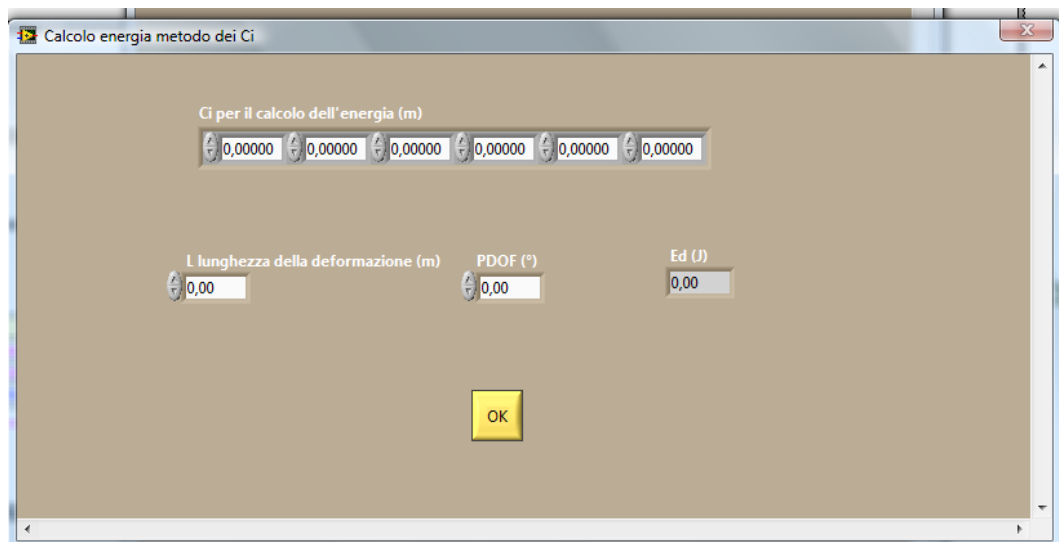 Calcolo energia metodo dei Ci
Ci per il calcolo dell'energia (m)
0,00000 0,00000 0,00000 0,00000 0,00000 0,00000
L lunghezza della deformazione (m) PDOF (°) Ed (J)
0,00 0,00 0,00
OK